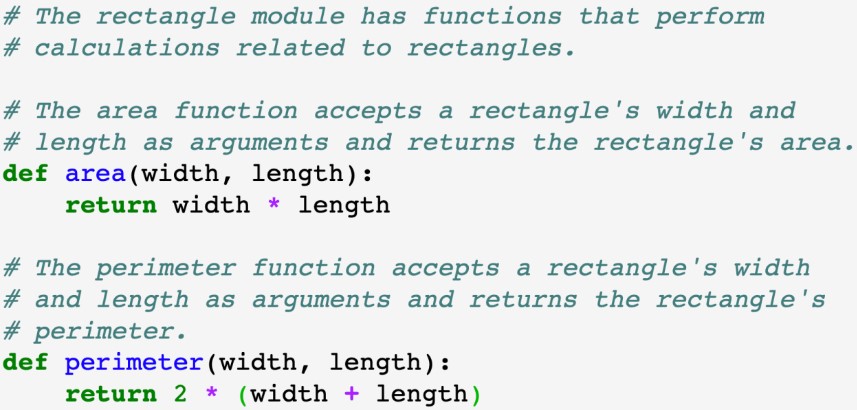 # The rectangle module has functions that perform
# calculations related to rectangles.
# The area function accepts a rectangle's width and
# length as arguments and returns the rectangle's area.
def area(width, length):
    return width * length
# The perimeter function accepts a rectangle's width
# and length as arguments and returns the rectangle's
# perimeter.
def perimeter(width, length):
    return 2 * (width + length)